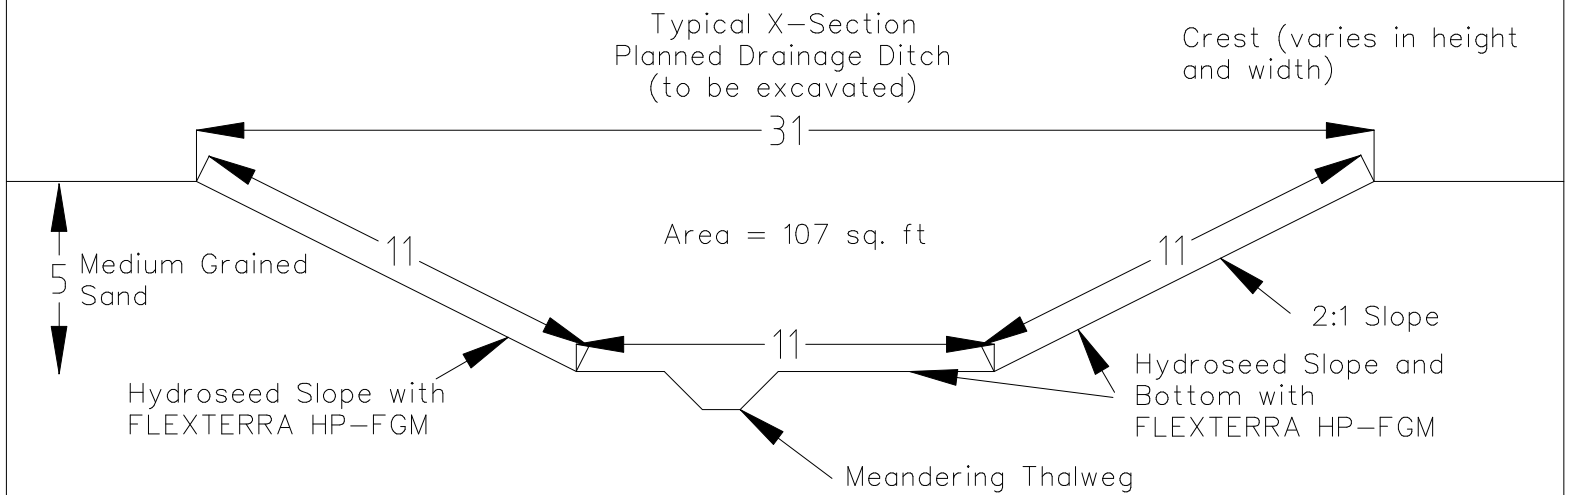 Typical X-Section
Planned Drainage Ditch
(to be excavated)
Crest (varies in height
and width)
31
11
Area = 107 sq. ft
11
5
Medium Grained
Sand
11
2:1 Slope
Hydroseed Slope with
FLEXTERRA HP-FGM
Hydroseed Slope and
Bottom with
FLEXTERRA HP-FGM
Meandering Thalweg